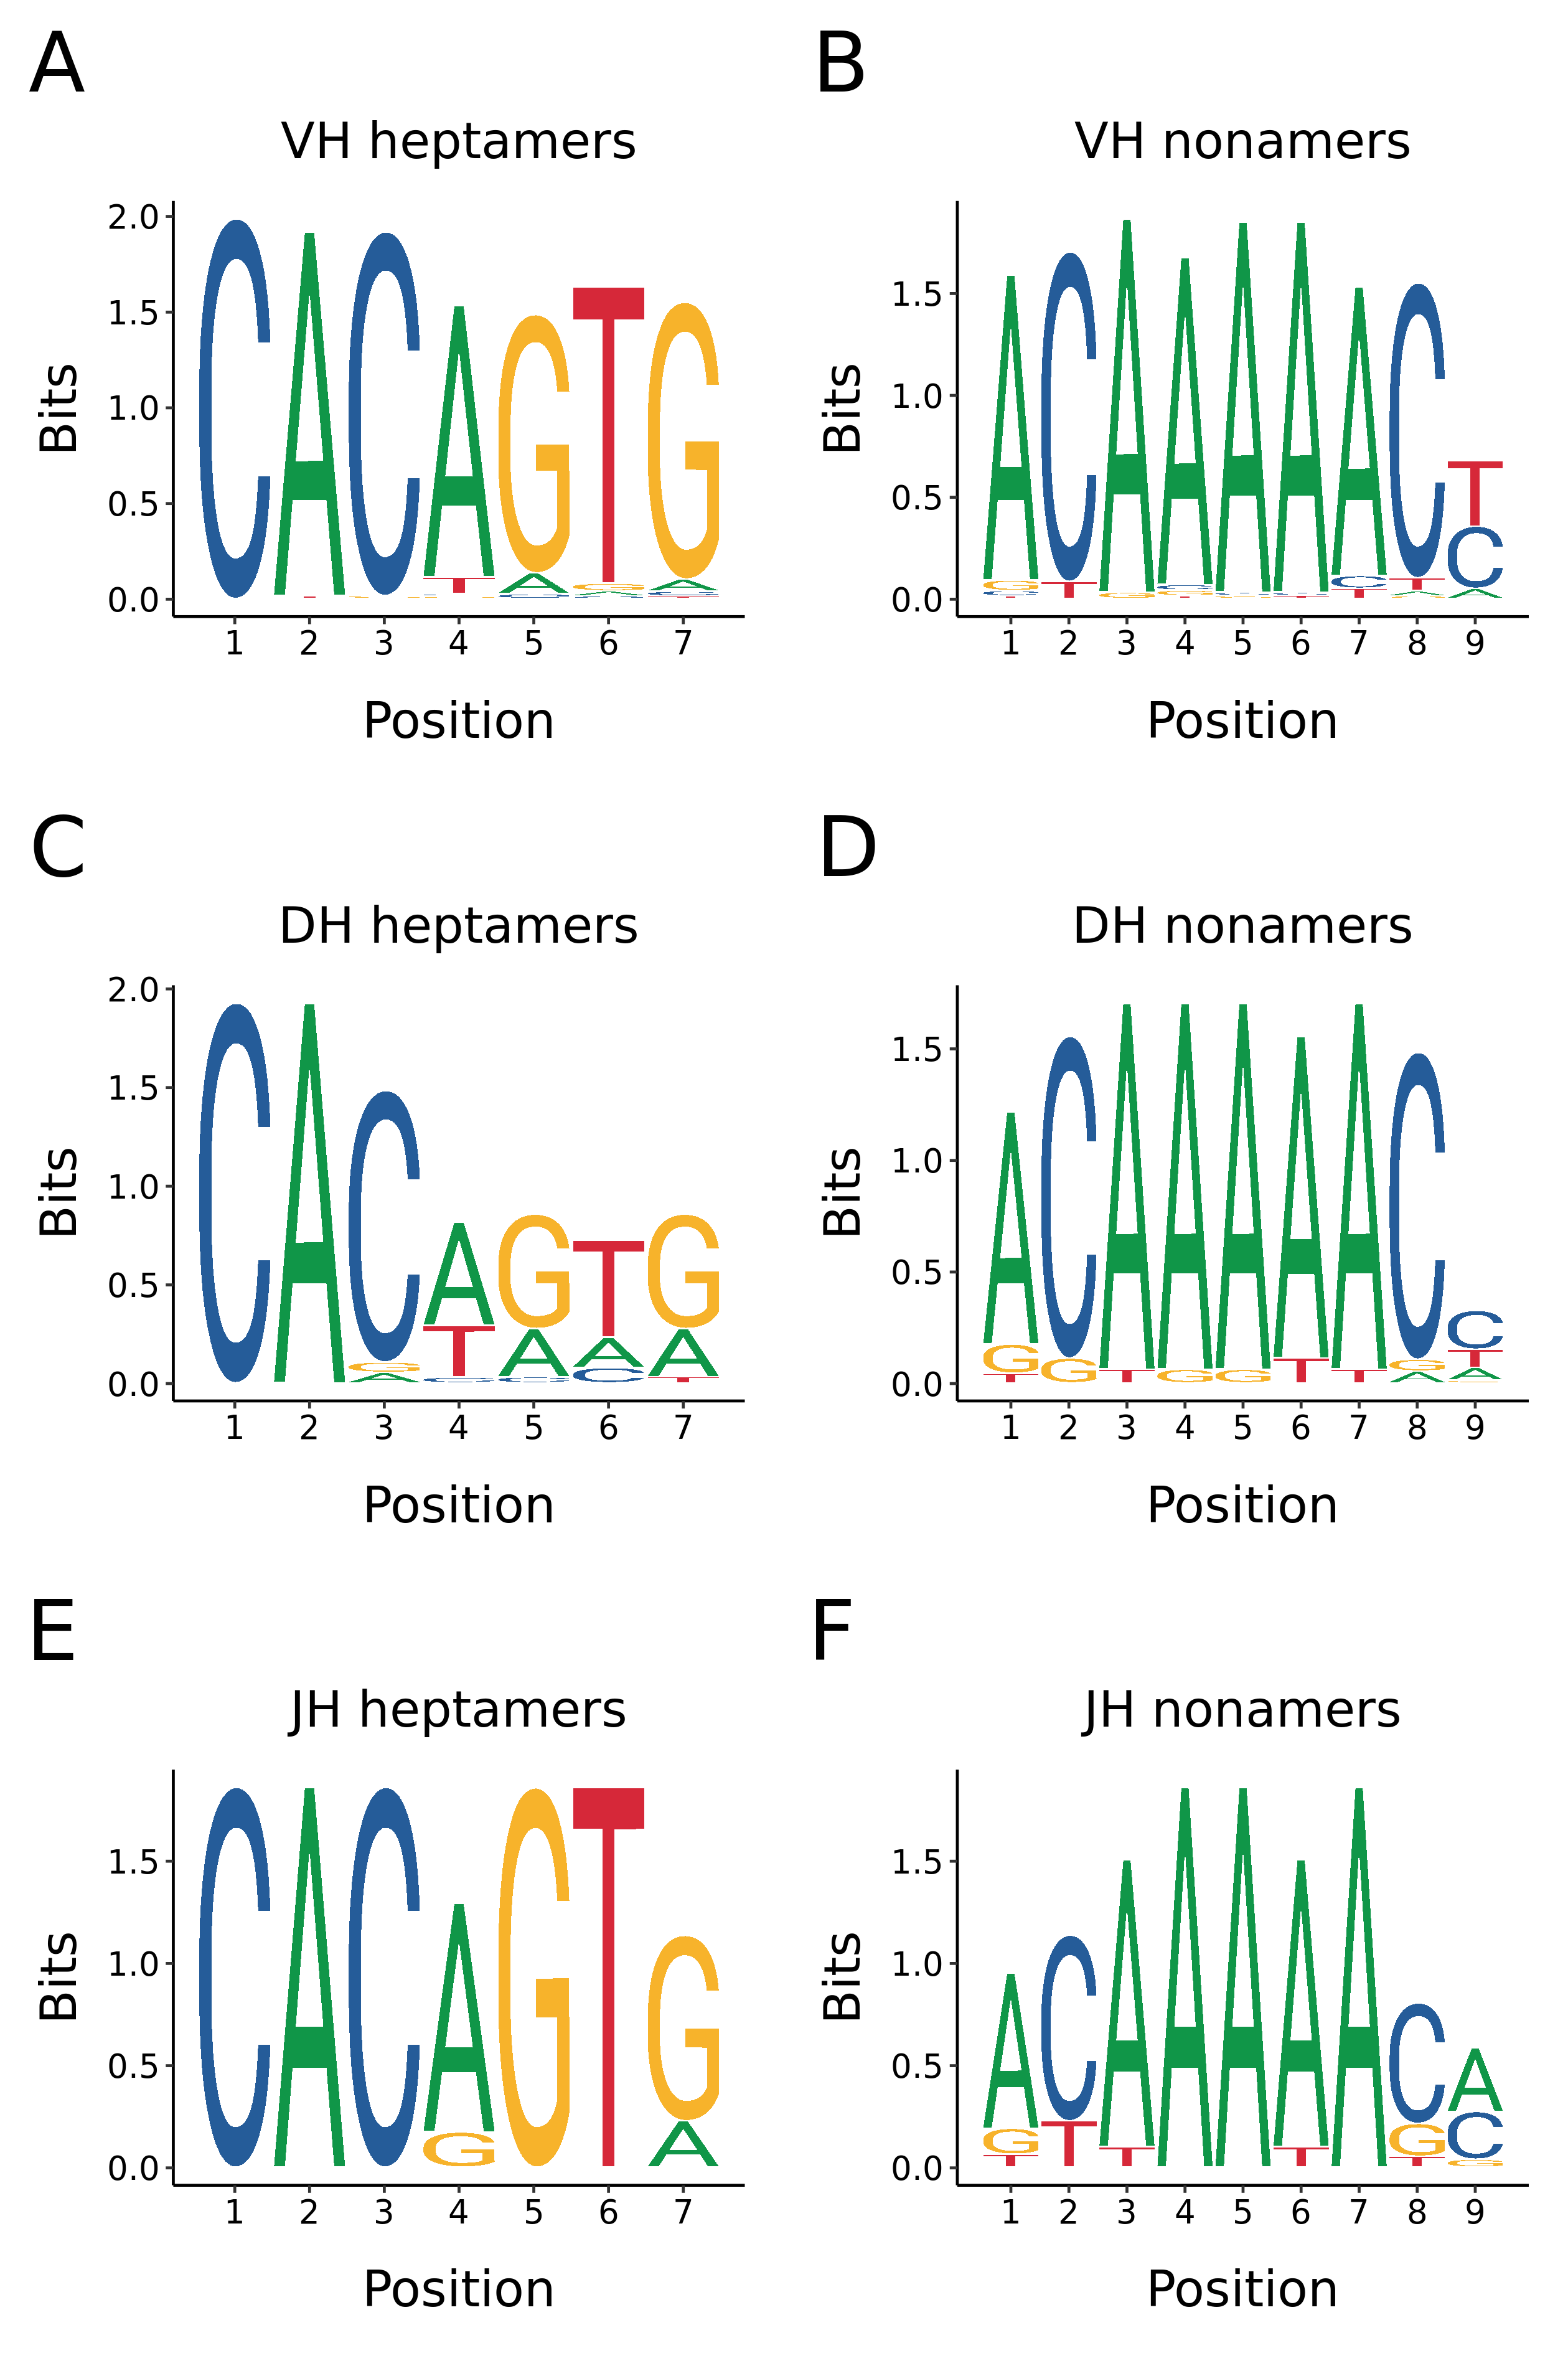 A
VH heptamers
2.0
1.5
1.0
0.5
0.0
Bits
CACAGTG
1 2 3 4 5 6 7
Position
B
VH nonamers
1.5
1.0
0.5
0.0
Bits
ACAAAAACT
1 2 3 4 5 6 7 8 9
Position
C
DH heptamers
2.0
1.5
1.0
0.5
0.0
Bits
CACAGTG
1 2 3 4 5 6 7
Position
D
DH nonamers
1.5
1.0
0.5
0.0
Bits
ACAAAAACC
1 2 3 4 5 6 7 8 9
Position
E
JH heptamers
1.5
1.0
0.5
0.0
Bits
CACAGTG
1 2 3 4 5 6 7
Position
F
JH nonamers
1.5
1.0
0.5
0.0
Bits
ACAAAAACA
1 2 3 4 5 6 7 8 9
Position